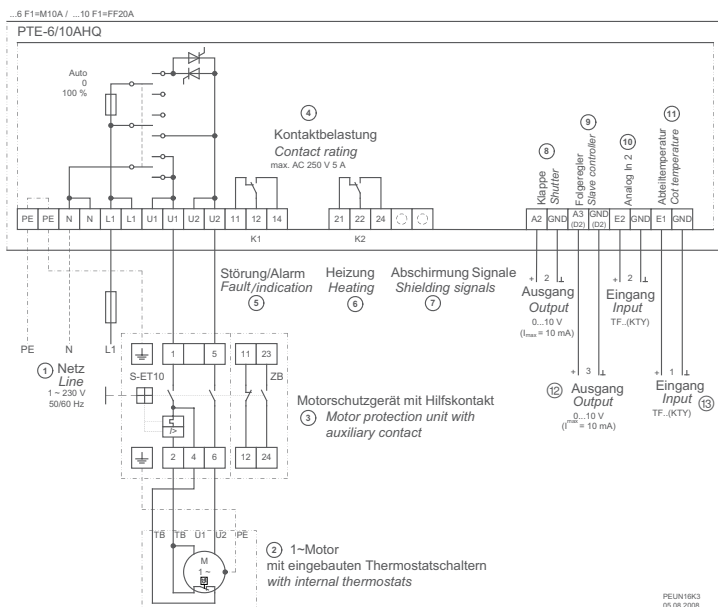 ...6 F1=M10A / ...10 F1=FF20A
PTE-6/10AHQ
Auto
0
100 %
4
Kontaktbelastung
Contact rating
max. AC 250 V 5 A
8
Klappe
Shutter
9
Folgeregler
Slave controller
10
Analog In 2
11
Abteiltemperatur
Cot temperature
PE PE N N L1 L1 U1 U1 U2 U2 11 12 14
K1
21 22 24
K2
A2 GND A3 (D2) GND (D2) E2 GND E1 GND
Störung/Alarm
Fault/indication
5
Heizung
Heating
6
Abschirmung Signale
Shielding signals
7
+ 2 ⊥
Ausgang
Output
0...10 V
(Imax = 10 mA)
+ 2 ⊥
Eingang
Input
TF..(KTY)
PE N L1
1 Netz
Line
1 ~ 230 V
50/60 Hz
S-ET10
1 5
11 23
ZB
I>
2 4 6
12 24
Motorschutzgerät mit Hilfskontakt
3 Motor protection unit with
auxiliary contact
+ 3 ⊥
12 Ausgang
Output
0...10 V
(Imax = 10 mA)
+ 1 ⊥
Eingang
Input 13
TF..(KTY)
TB TB U1 U2 PE
M
1 ~
2 1~Motor
mit eingebauten Thermostatschaltern
with internal thermostats
PEUN16K3
05.08.2008